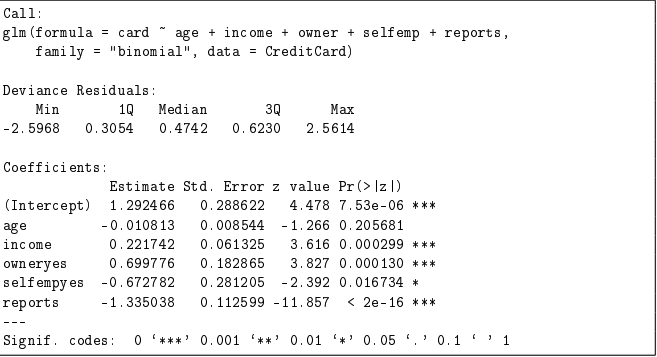 Call:
glm(formula = card ~ age + income + owner + selfemp + reports,
    family = "binomial", data = CreditCard)

Deviance Residuals:
    Min      1Q  Median      3Q     Max
-2.5968  0.3054  0.4742  0.6230  2.5614

Coefficients:
             Estimate Std. Error z value Pr(>|z|)
(Intercept)  1.292466   0.288622   4.478 7.53e-06 ***
age         -0.010813   0.008544  -1.266 0.205681
income       0.221742   0.061325   3.616 0.000299 ***
owneryes     0.699776   0.182865   3.827 0.000130 ***
selfempyes  -0.672782   0.281205  -2.392 0.016734 *
reports     -1.335038   0.112599 -11.857  < 2e-16 ***
---
Signif. codes:  0 ‘***’ 0.001 ‘**’ 0.01 ‘*’ 0.05 ‘.’ 0.1 ‘ ’ 1